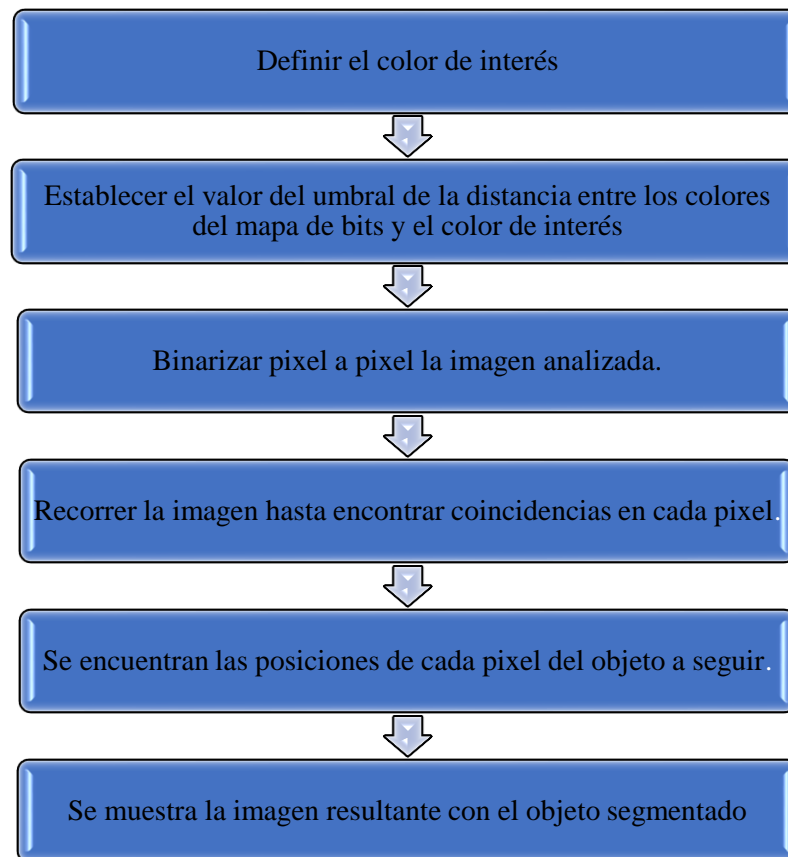 Definir el color de interés
Establecer el valor del umbral de la distancia entre los colores
del mapa de bits y el color de interés
Binarizar pixel a pixel la imagen analizada.
Recorrer la imagen hasta encontrar coincidencias en cada pixel.
Se encuentran las posiciones de cada pixel del objeto a seguir.
Se muestra la imagen resultante con el objeto segmentado